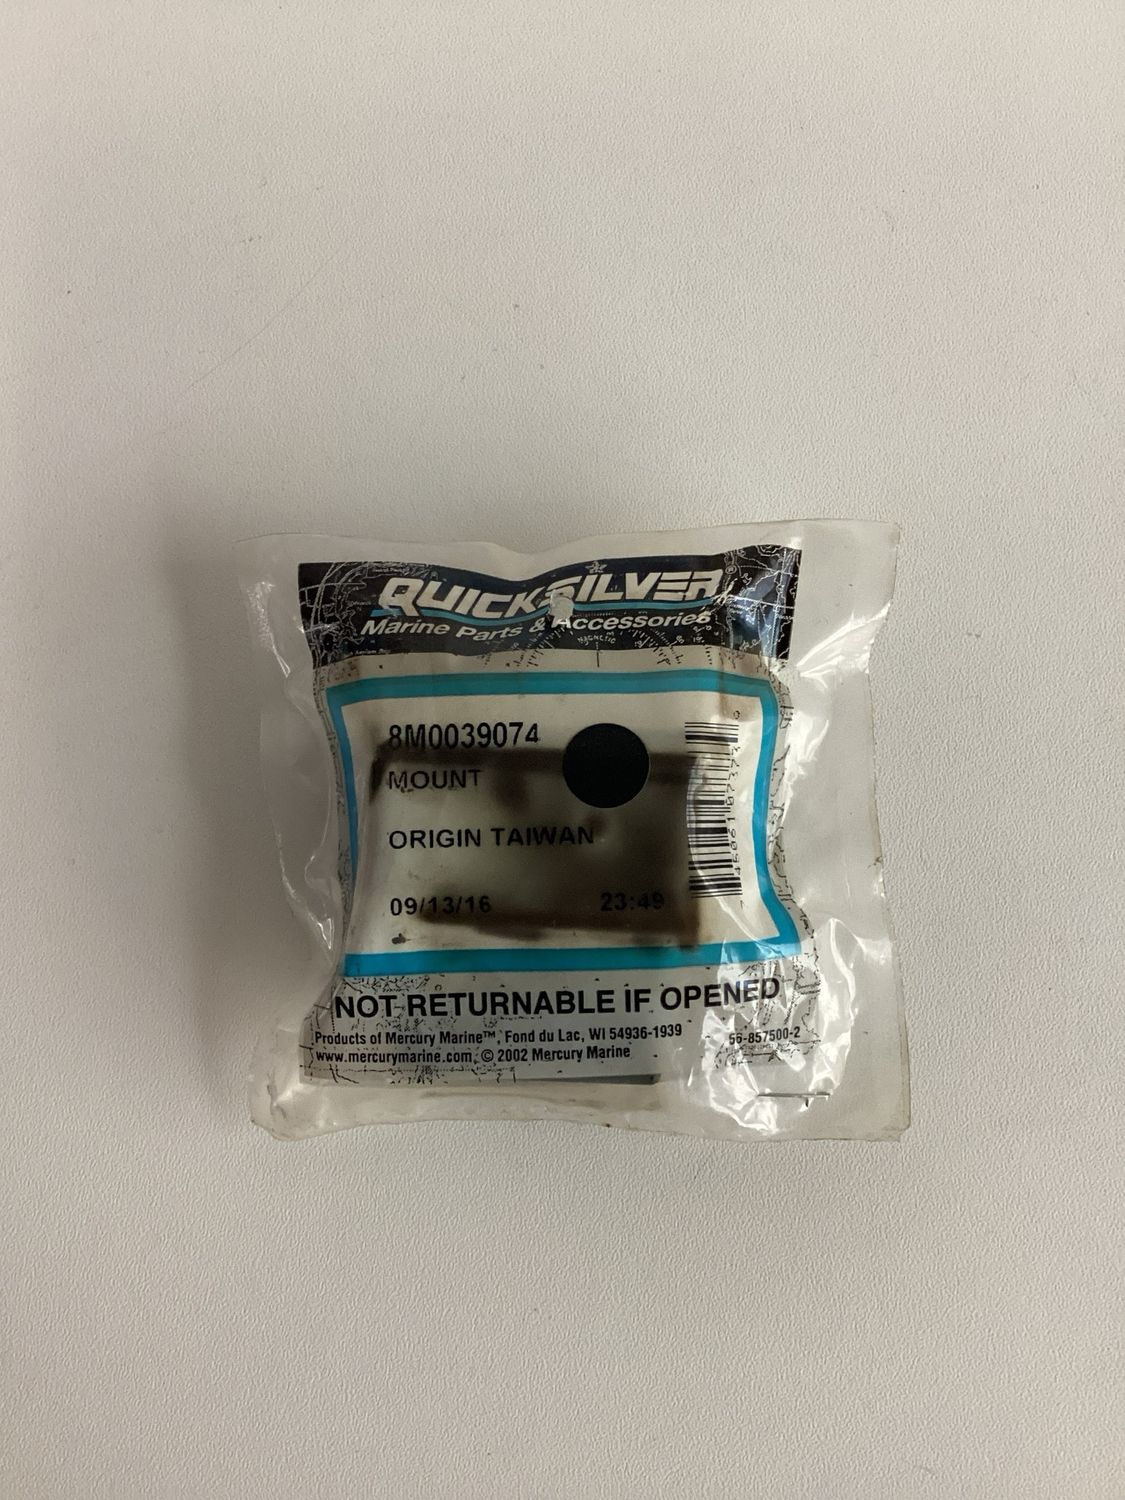 QUICKSILVER®
Marine Parts & Accessories
MAGNETIC
8M0039074
MOUNT
ORIGIN TAIWAN
09/13/16 23:49
NOT RETURNABLE IF OPENED
Products of Mercury Marine™, Fond du Lac, WI 54936-1939
www.mercurymarine.com, © 2002 Mercury Marine
56-857500-2